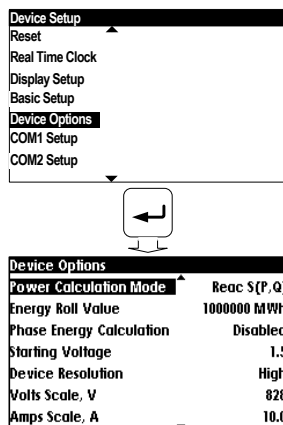 Device Setup
Reset
Real Time Clock
Display Setup
Basic Setup
Device Options
COM1 Setup
COM2 Setup
Device Options
Power Calculation Mode Reac S(P,Q)
Energy Roll Value 1000000 MWh
Phase Energy Calculation Disabled
Starting Voltage 1.5
Device Resolution High
Volts Scale, V 828
Amps Scale, A 10.0